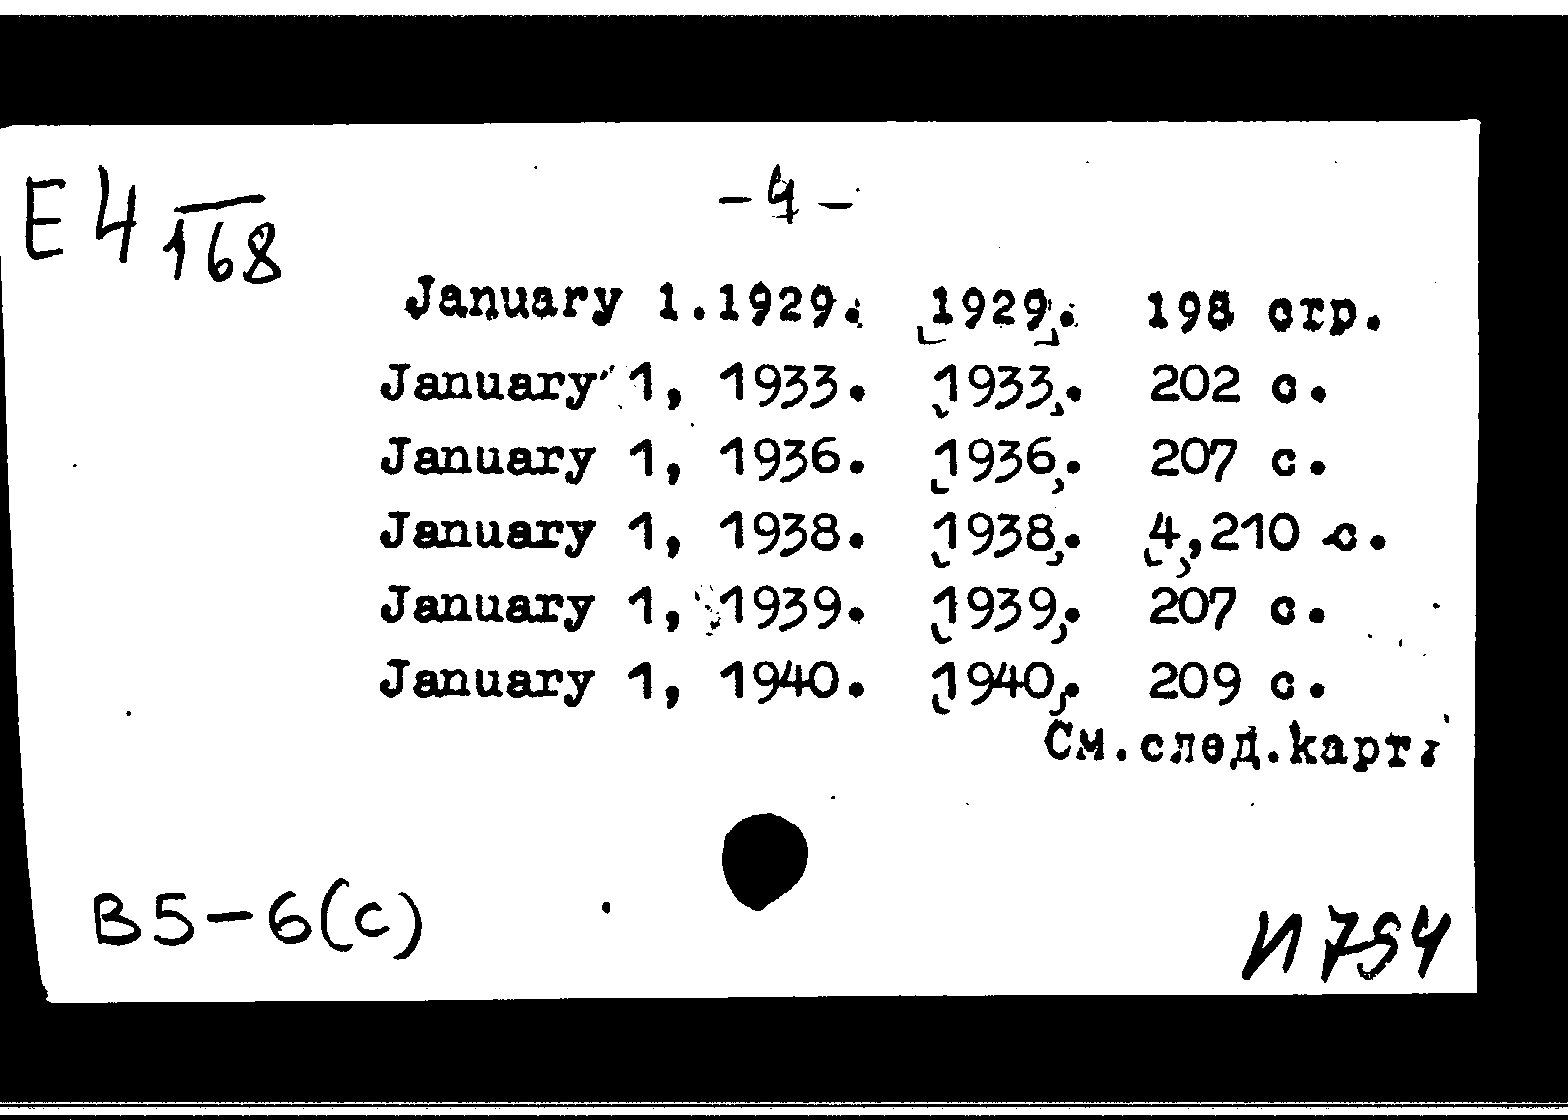 E 4/168
- 4 -
January 1.1929. [1929]. 198 стр.
January 1, 1933. [1933]. 202 с.
January 1, 1936. [1936]. 207 с.
January 1, 1938. [1938]. [4],210 с.
January 1, 1939. [1939]. 207 с.
January 1, 1940. [1940]. 209 с.
См.след.карт.
B5-6(c)
И794